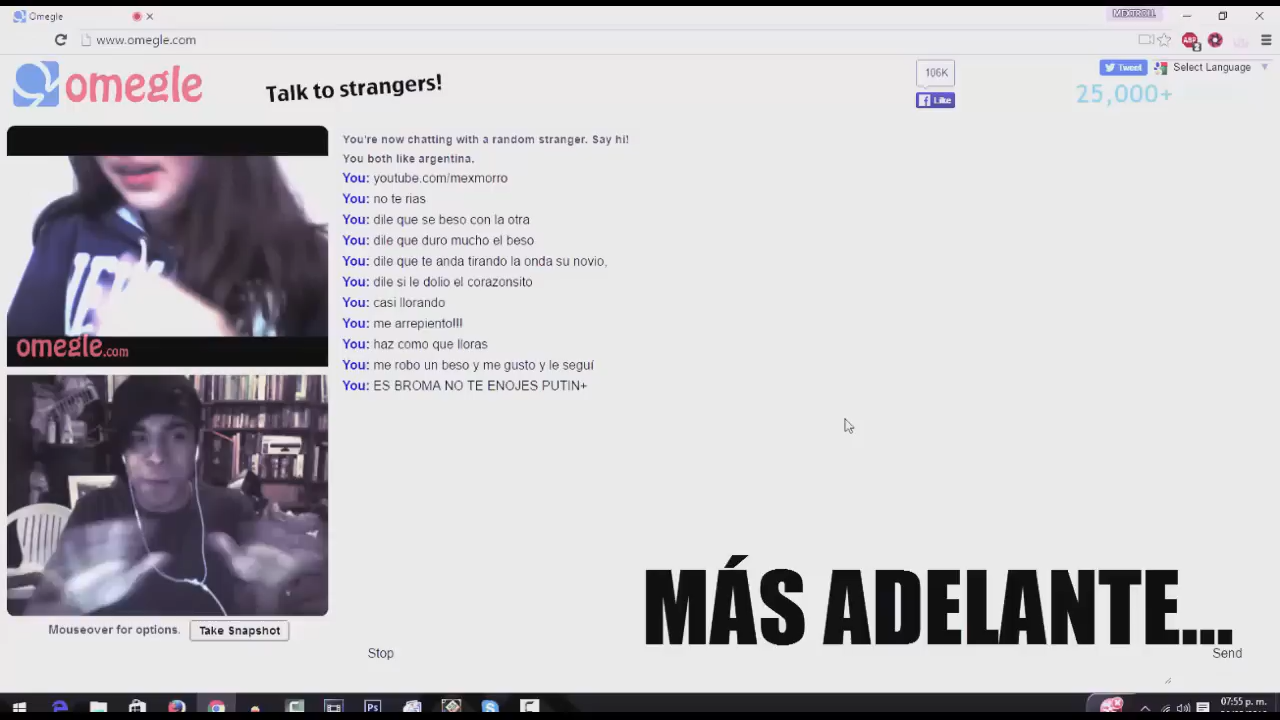 Omegle
MEXTROLL
www.omegle.com
omegle
Talk to strangers!
106K
Like
Tweet
Select Language
25,000+
You're now chatting with a random stranger. Say hi!
You both like argentina.
You: youtube.com/mexmorro
You: no te rias
You: dile que se beso con la otra
You: dile que duro mucho el beso
You: dile que te anda tirando la onda su novio,
You: dile si le dolio el corazonsito
You: casi llorando
You: me arrepiento!!!
You: haz como que lloras
You: me robo un beso y me gusto y le seguí
You: ES BROMA NO TE ENOJES PUTIN+
omegle.com
MÁS ADELANTE...
Mouseover for options.
Take Snapshot
Stop
Send
07:55 p. m.